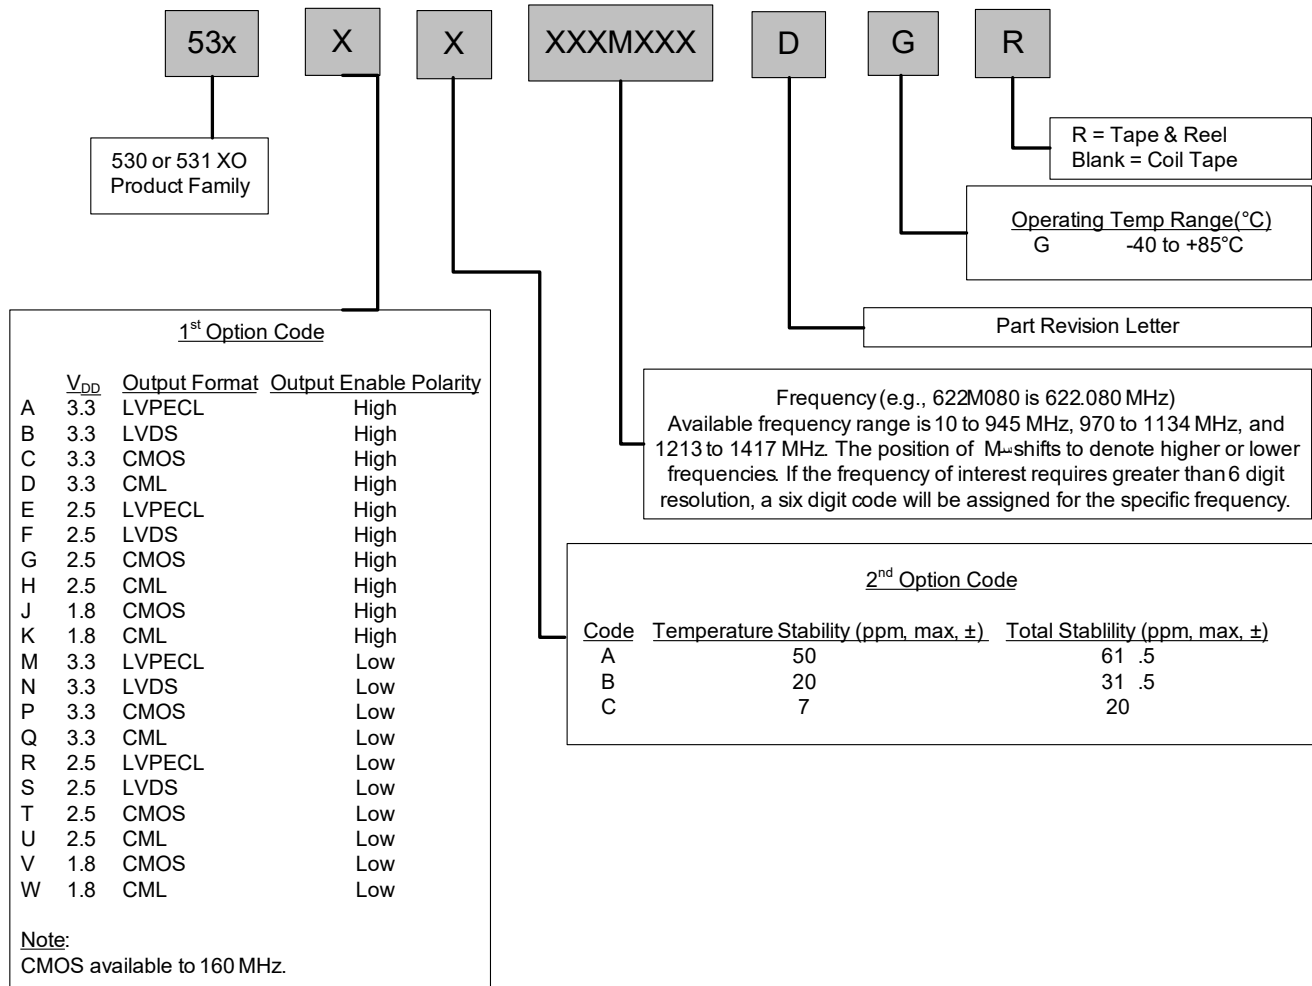 53x X X XXXMXXX D G R
530 or 531 XO
Product Family
R = Tape & Reel
Blank = Coil Tape
Operating Temp Range(°C)
G -40 to +85°C
Part Revision Letter
Frequency (e.g., 622M080 is 622.080 MHz)
Available frequency range is 10 to 945 MHz, 970 to 1134 MHz, and
1213 to 1417 MHz. The position of M shifts to denote higher or lower
frequencies. If the frequency of interest requires greater than 6 digit
resolution, a six digit code will be assigned for the specific frequency.
1st Option Code
VDD Output Format Output Enable Polarity
A 3.3 LVPECL High
B 3.3 LVDS High
C 3.3 CMOS High
D 3.3 CML High
E 2.5 LVPECL High
F 2.5 LVDS High
G 2.5 CMOS High
H 2.5 CML High
J 1.8 CMOS High
K 1.8 CML High
M 3.3 LVPECL Low
N 3.3 LVDS Low
P 3.3 CMOS Low
Q 3.3 CML Low
R 2.5 LVPECL Low
S 2.5 LVDS Low
T 2.5 CMOS Low
U 2.5 CML Low
V 1.8 CMOS Low
W 1.8 CML Low
Note:
CMOS available to 160 MHz.
2nd Option Code
Code Temperature Stability (ppm, max, ±) Total Stablility (ppm, max, ±)
A 50 61 .5
B 20 31 .5
C 7 20